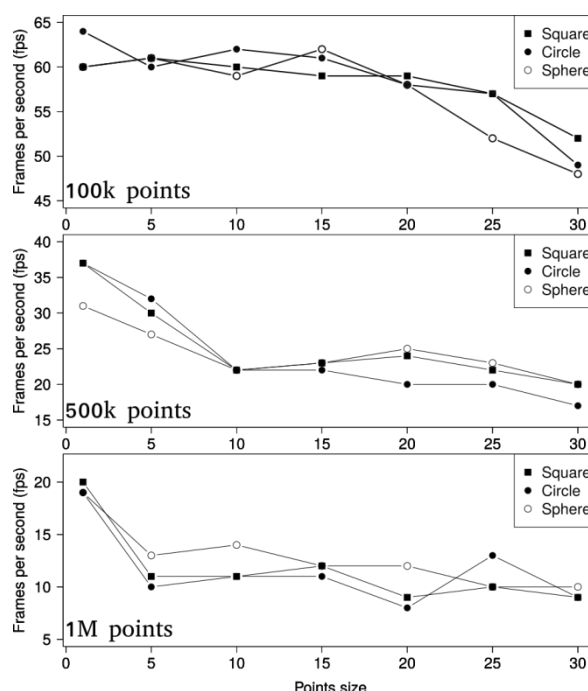 Frames per second (fps)
65
60
55
50
45
Square
Circle
Sphere
100k points
0 5 10 15 20 25 30
Frames per second (fps)
40
35
30
25
20
15
Square
Circle
Sphere
500k points
0 5 10 15 20 25 30
Frames per second (fps)
20
15
10
5
Square
Circle
Sphere
1M points
0 5 10 15 20 25 30
Points size